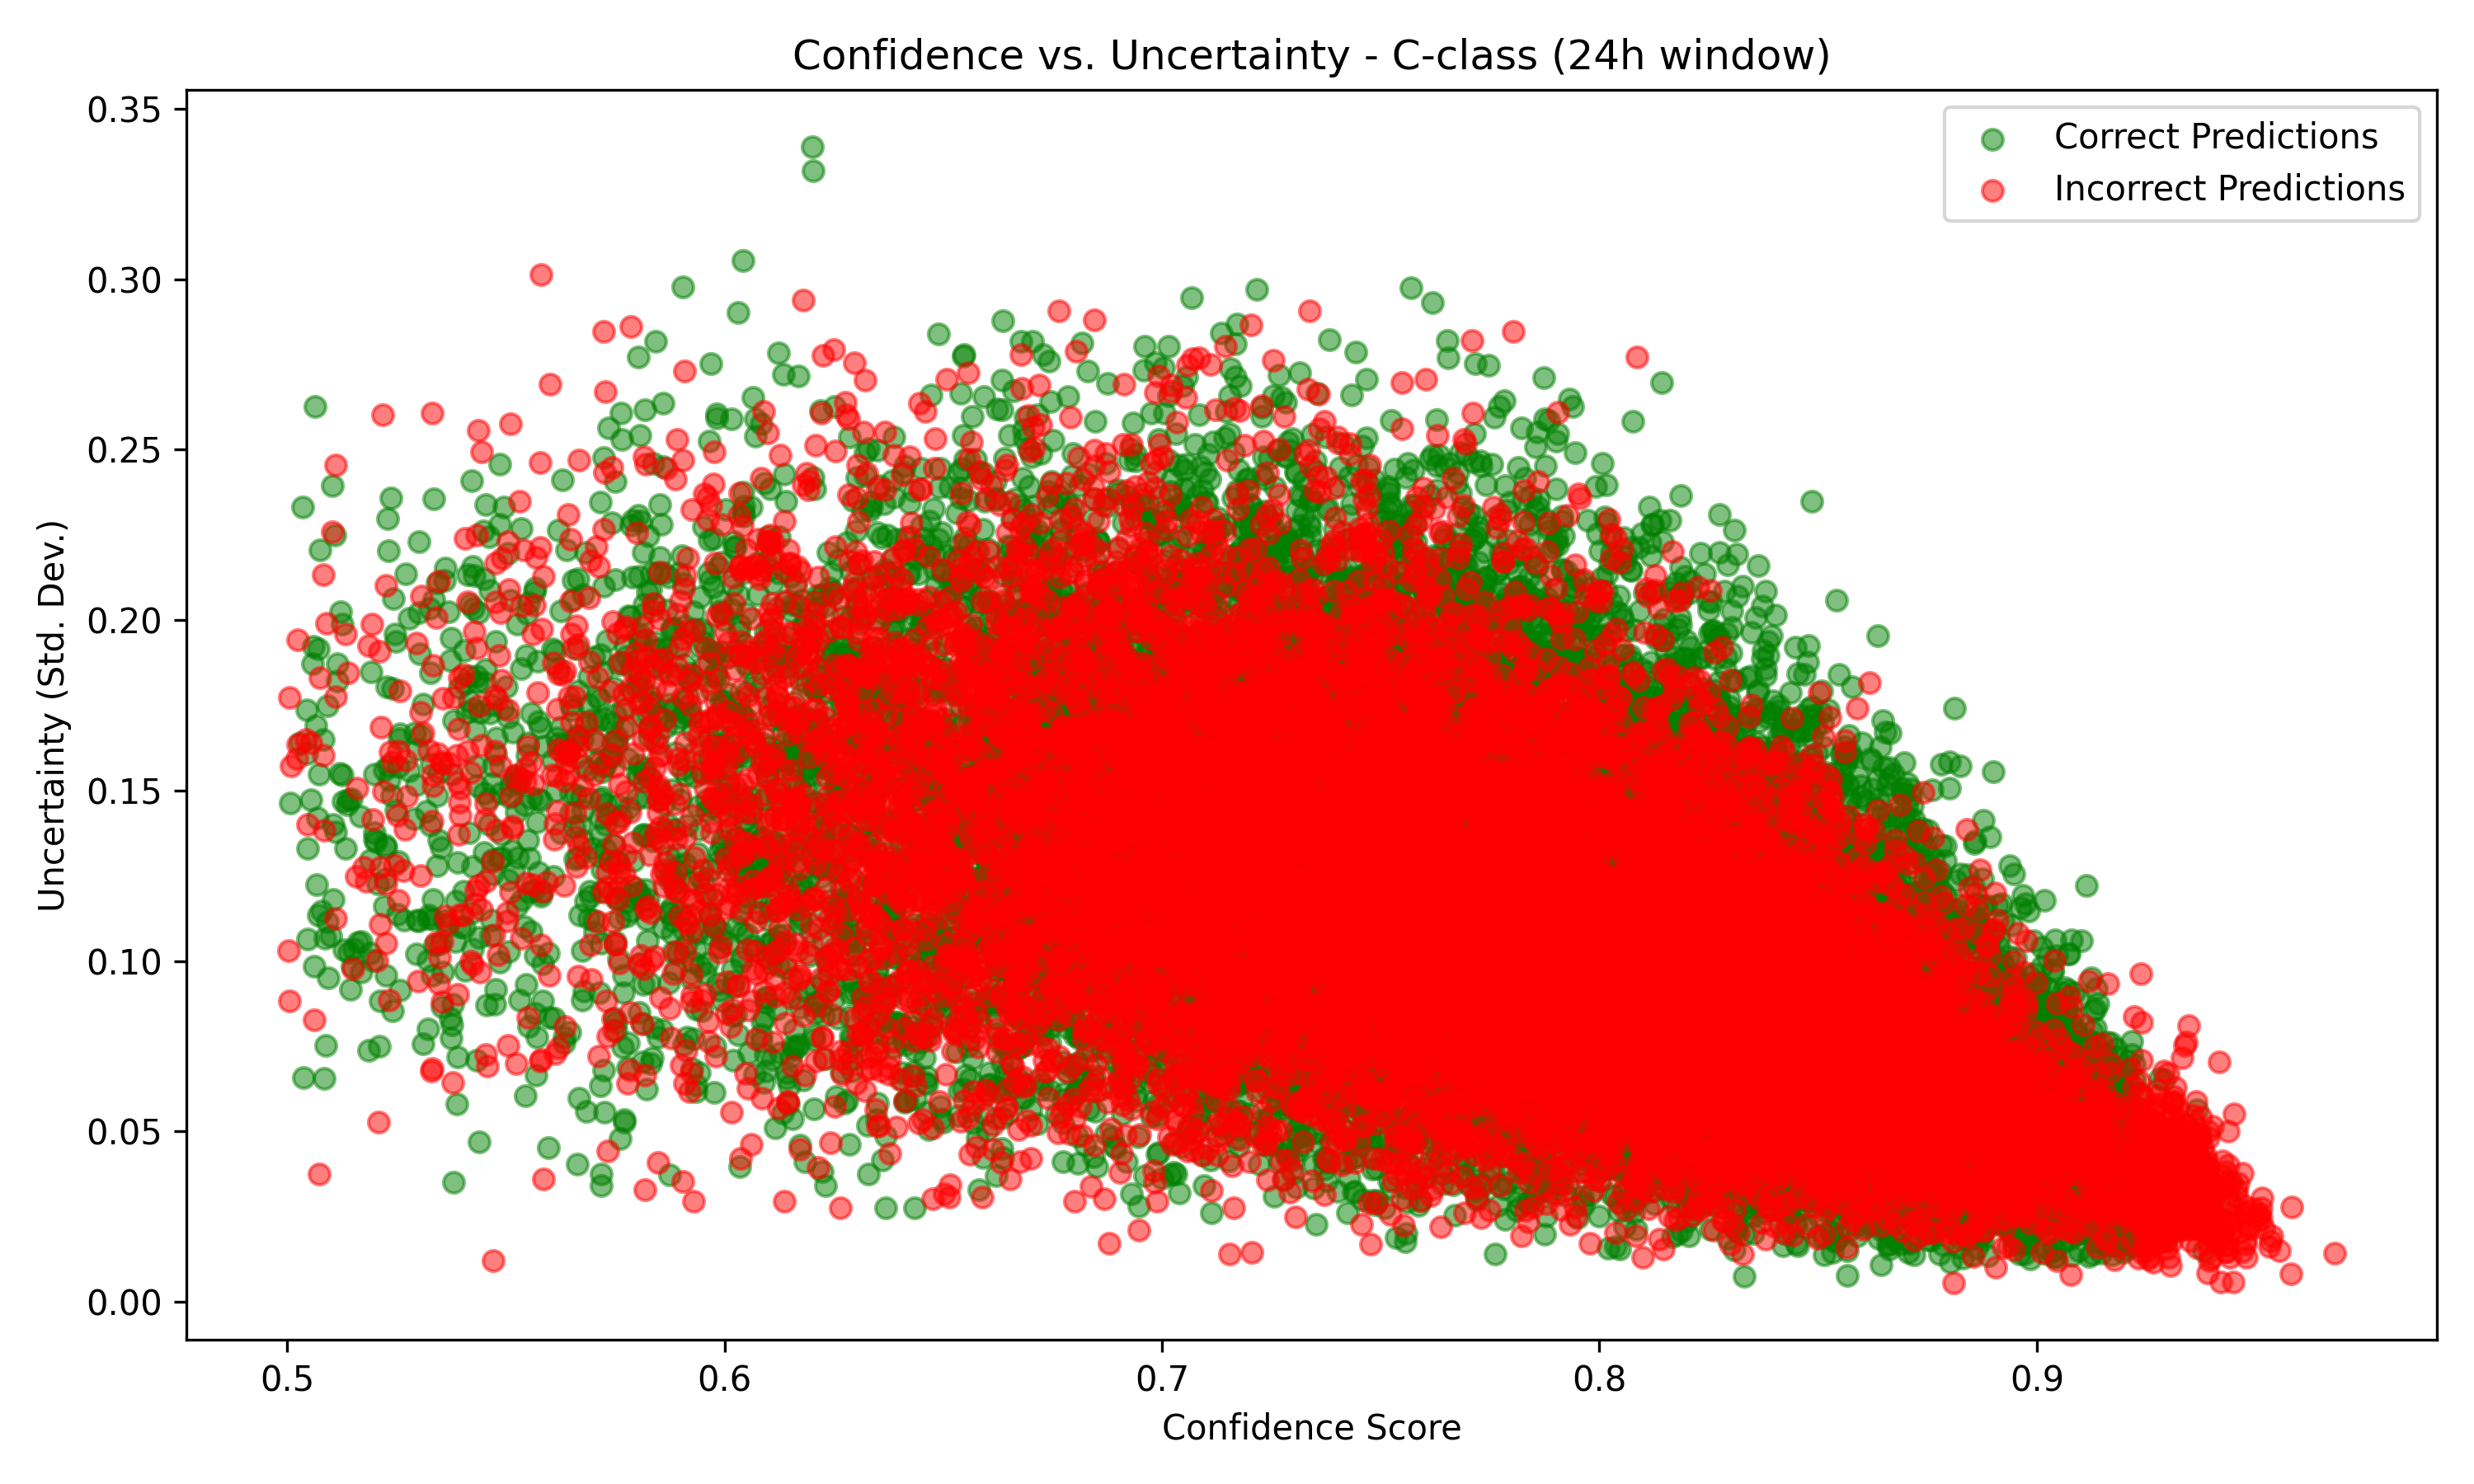 Confidence vs. Uncertainty - C-class (24h window)
Correct Predictions
Incorrect Predictions
Uncertainty (Std. Dev.)
0.35
0.30
0.25
0.20
0.15
0.10
0.05
0.00
0.5 0.6 0.7 0.8 0.9
Confidence Score